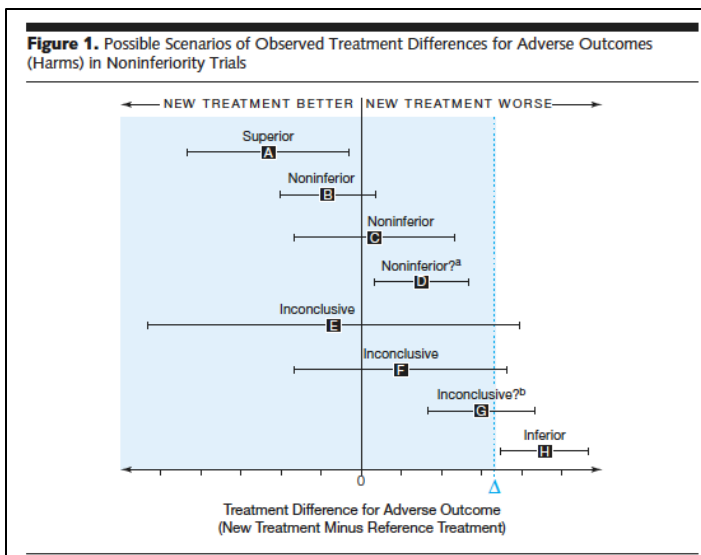 Figure 1. Possible Scenarios of Observed Treatment Differences for Adverse Outcomes
(Harms) in Noninferiority Trials
NEW TREATMENT BETTER NEW TREATMENT WORSE
Superior
A
Noninferior
B
Noninferior
C
Noninferior?a
D
Inconclusive
E
Inconclusive
F
Inconclusive?b
G
Inferior
H
0
Δ
Treatment Difference for Adverse Outcome
(New Treatment Minus Reference Treatment)